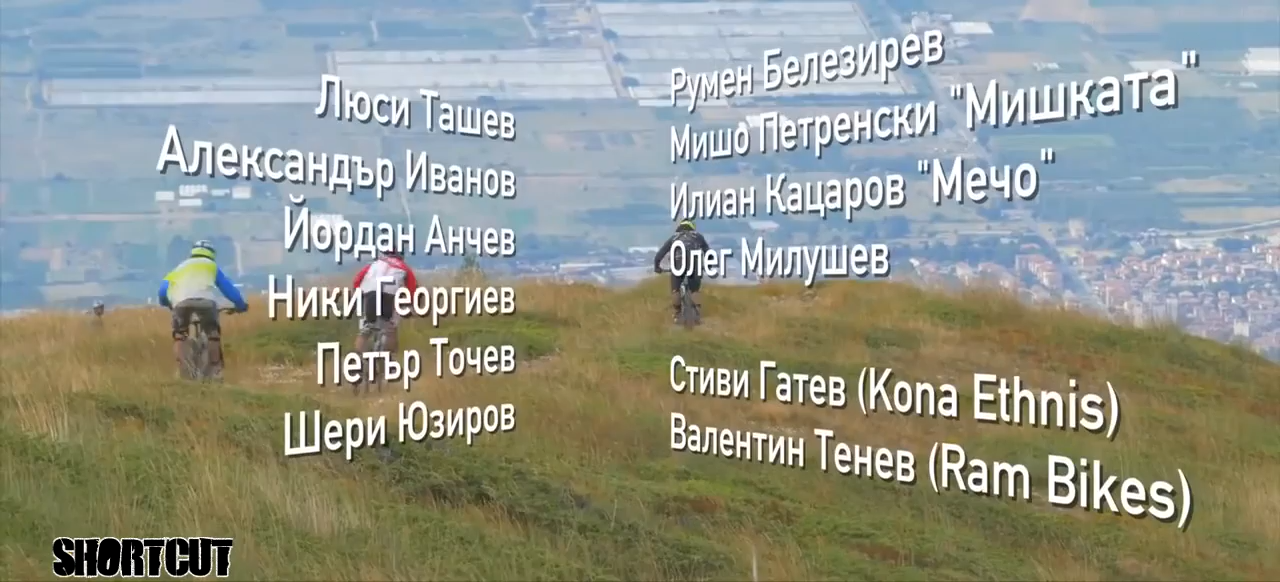 Люси Ташев
Александър Иванов
Йордан Анчев
Ники Георгиев
Петър Точев
Шери Юзиров
Румен Белезирев
Мишо Петренски "Мишката"
Илиан Кацаров "Мечо"
Олег Милушев
Стиви Гатев (Kona Ethnis)
Валентин Тенев (Ram Bikes)
SHORTCUT